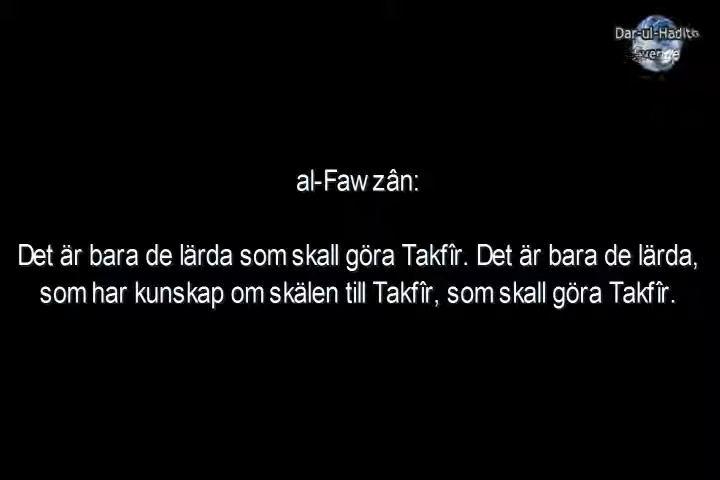 Dar-ul-Hadith
Sverige
al-Fawzân:
Det är bara de lärda som skall göra Takfîr. Det är bara de lärda,
som har kunskap om skälen till Takfîr, som skall göra Takfîr.